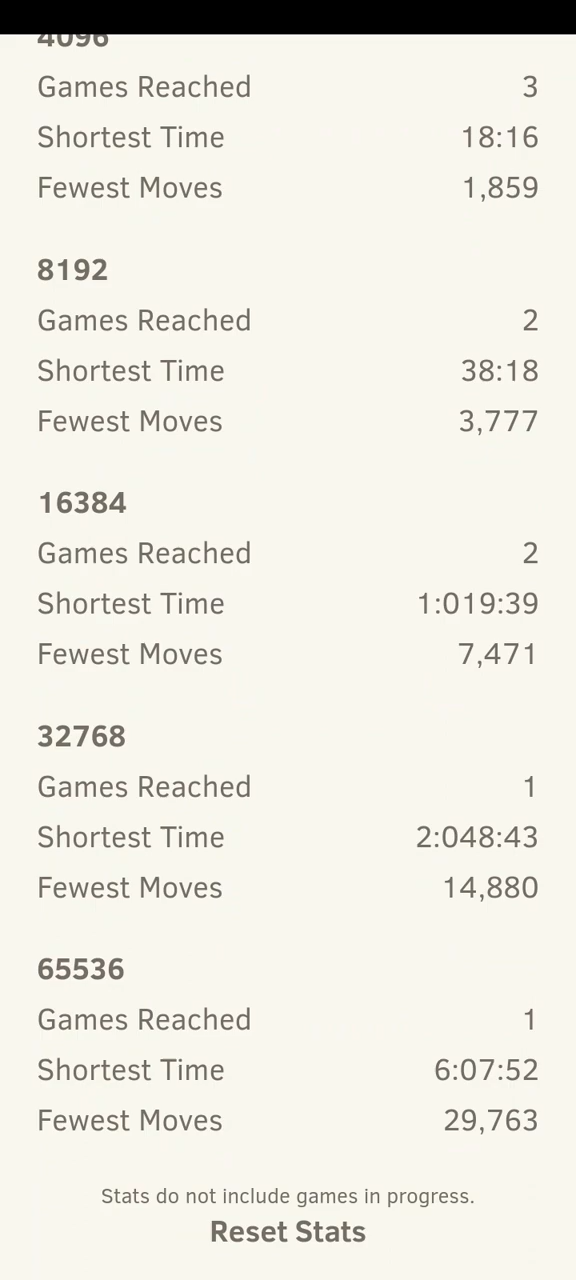 4096
Games Reached 3
Shortest Time 18:16
Fewest Moves 1,859
8192
Games Reached 2
Shortest Time 38:18
Fewest Moves 3,777
16384
Games Reached 2
Shortest Time 1:019:39
Fewest Moves 7,471
32768
Games Reached 1
Shortest Time 2:048:43
Fewest Moves 14,880
65536
Games Reached 1
Shortest Time 6:07:52
Fewest Moves 29,763
Stats do not include games in progress.
Reset Stats